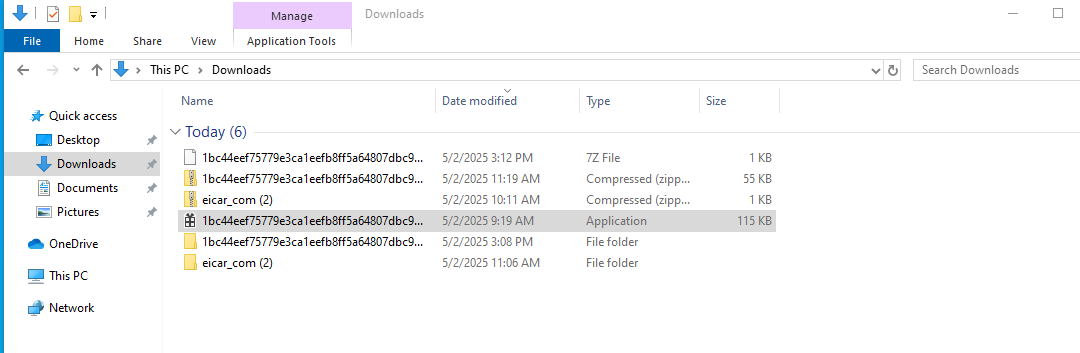 Manage
Downloads
File
Home
Share
View
Application Tools
This PC
Downloads
Search Downloads
Name
Date modified
Type
Size
Quick access
Desktop
Downloads
Documents
Pictures
OneDrive
This PC
Network
Today (6)
1bc44eef75779e3ca1eefb8ff5a64807dbc9... 5/2/2025 3:12 PM 7Z File 1 KB
1bc44eef75779e3ca1eefb8ff5a64807dbc9... 5/2/2025 11:19 AM Compressed (zipp... 55 KB
eicar_com (2) 5/2/2025 10:11 AM Compressed (zipp... 1 KB
1bc44eef75779e3ca1eefb8ff5a64807dbc9... 5/2/2025 9:19 AM Application 115 KB
1bc44eef75779e3ca1eefb8ff5a64807dbc9... 5/2/2025 3:08 PM File folder
eicar_com (2) 5/2/2025 11:06 AM File folder